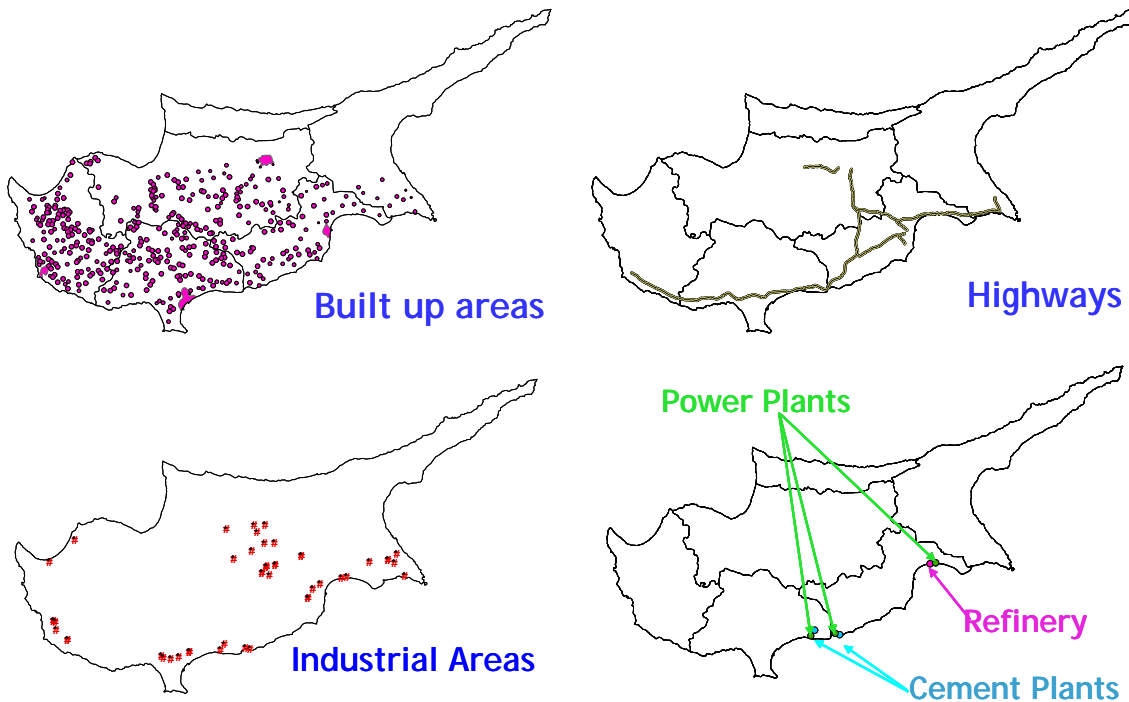 Built up areas
Highways
Power Plants
Industrial Areas
Refinery
Cement Plants